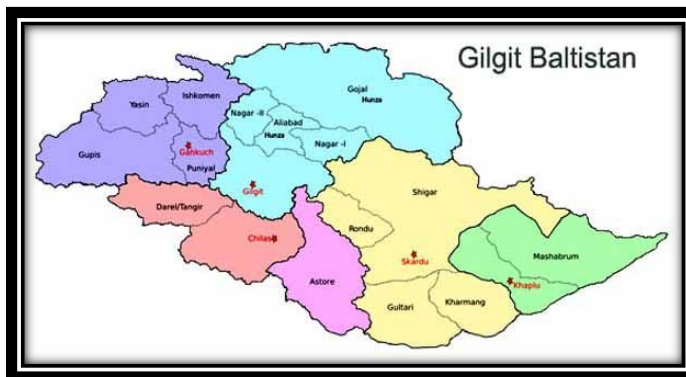 Gilgit Baltistan
Gojal
Hunza
Ishkomen
Yasin
Nagar -II
Aliabad
Hunza
Nagar -I
Gahkuch
Gupis
Puniyal
Gilgit
Shigar
Darel/Tangir
Rondu
Chilas
Mashabrum
Skardu
Astore
Khaplu
Gultari
Kharmang